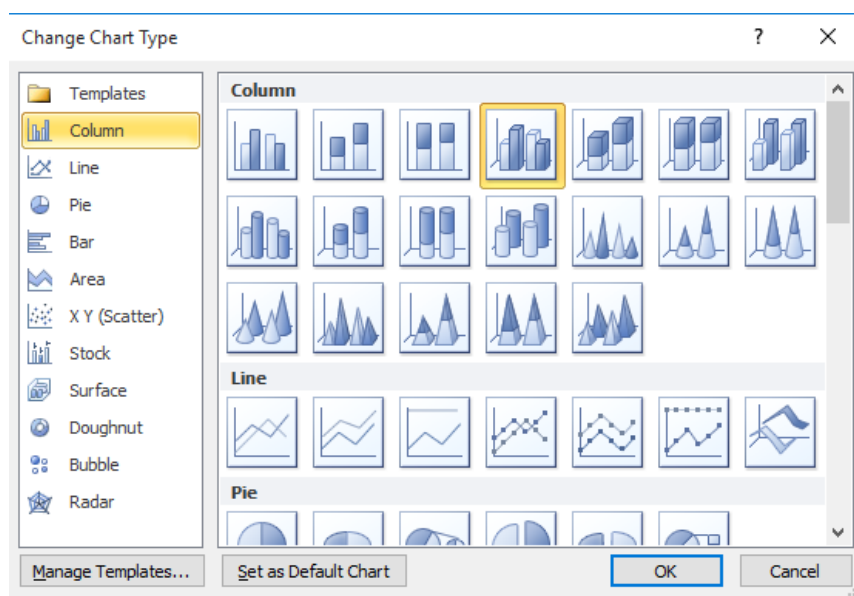 Change Chart Type
?
Templates
Column
Line
Pie
Bar
Area
X Y (Scatter)
Stock
Surface
Doughnut
Bubble
Radar
Column
Line
Pie
Manage Templates...
Set as Default Chart
OK
Cancel